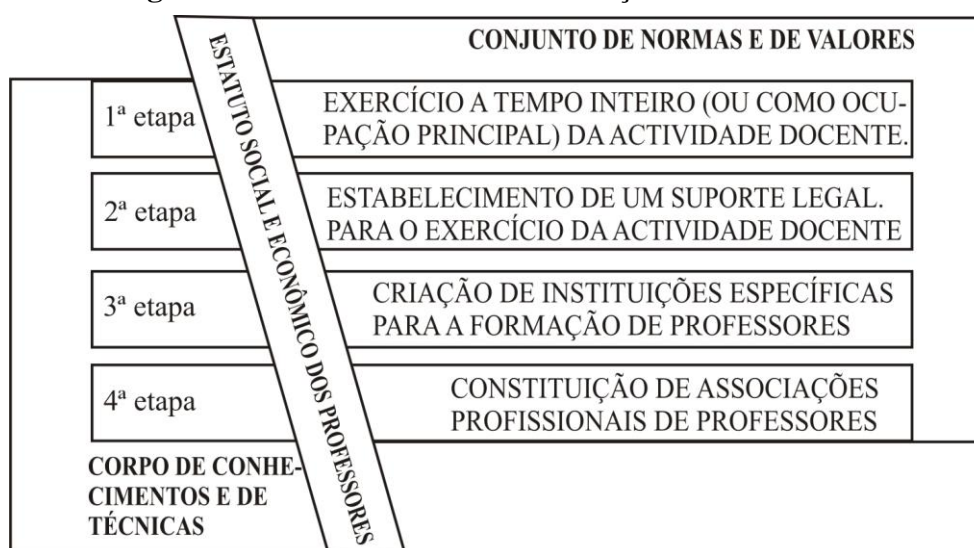 CONJUNTO DE NORMAS E DE VALORES
ESTATUTO SOCIAL E ECONÔMICO DOS PROFESSORES
1ª etapa
EXERCÍCIO A TEMPO INTEIRO (OU COMO OCU-
PAÇÃO PRINCIPAL) DA ACTIVIDADE DOCENTE.
2ª etapa
ESTABELECIMENTO DE UM SUPORTE LEGAL.
PARA O EXERCÍCIO DA ACTIVIDADE DOCENTE
3ª etapa
CRIAÇÃO DE INSTITUIÇÕES ESPECÍFICAS
PARA A FORMAÇÃO DE PROFESSORES
4ª etapa
CONSTITUIÇÃO DE ASSOCIAÇÕES
PROFISSIONAIS DE PROFESSORES
CORPO DE CONHE-
CIMENTOS E DE
TÉCNICAS